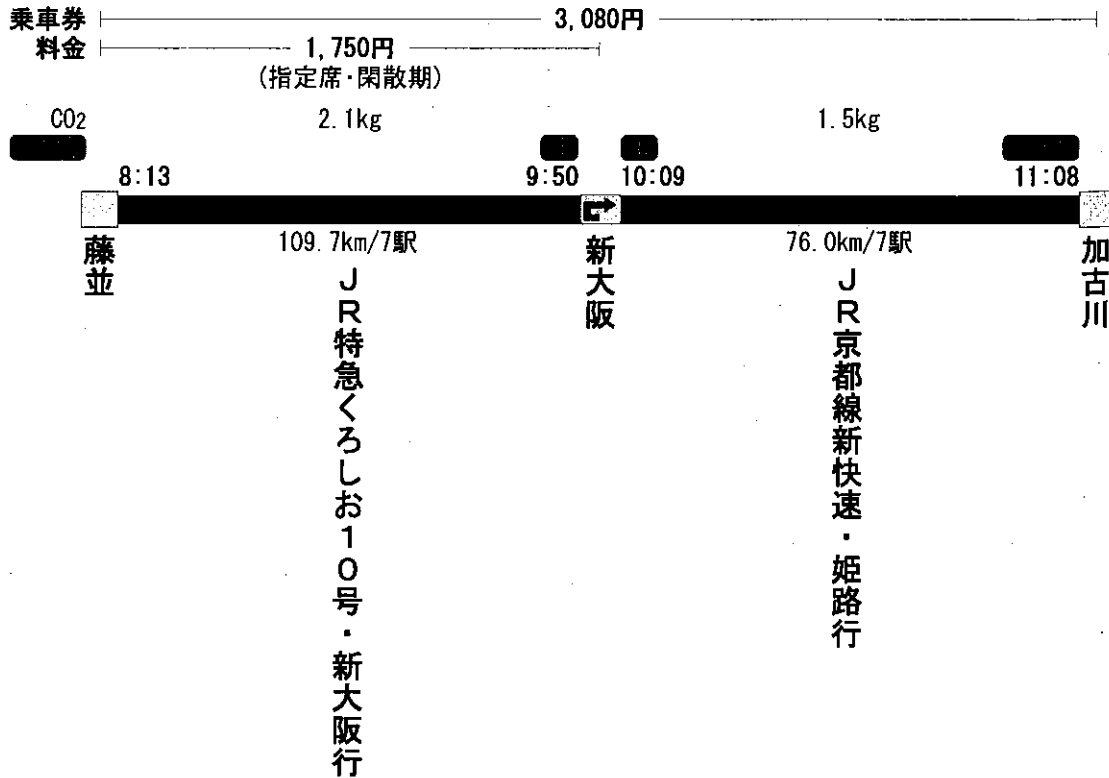 乗車券 3,080円
料金 1,750円
(指定席・閑散期)
CO2 2.1kg 1.5kg
8:13 9:50 10:09 11:08
109.7km/7駅 76.0km/7駅
藤並
JR特急くろしお10号・新大阪行
新大阪
JR京都線新快速・姫路行
加古川